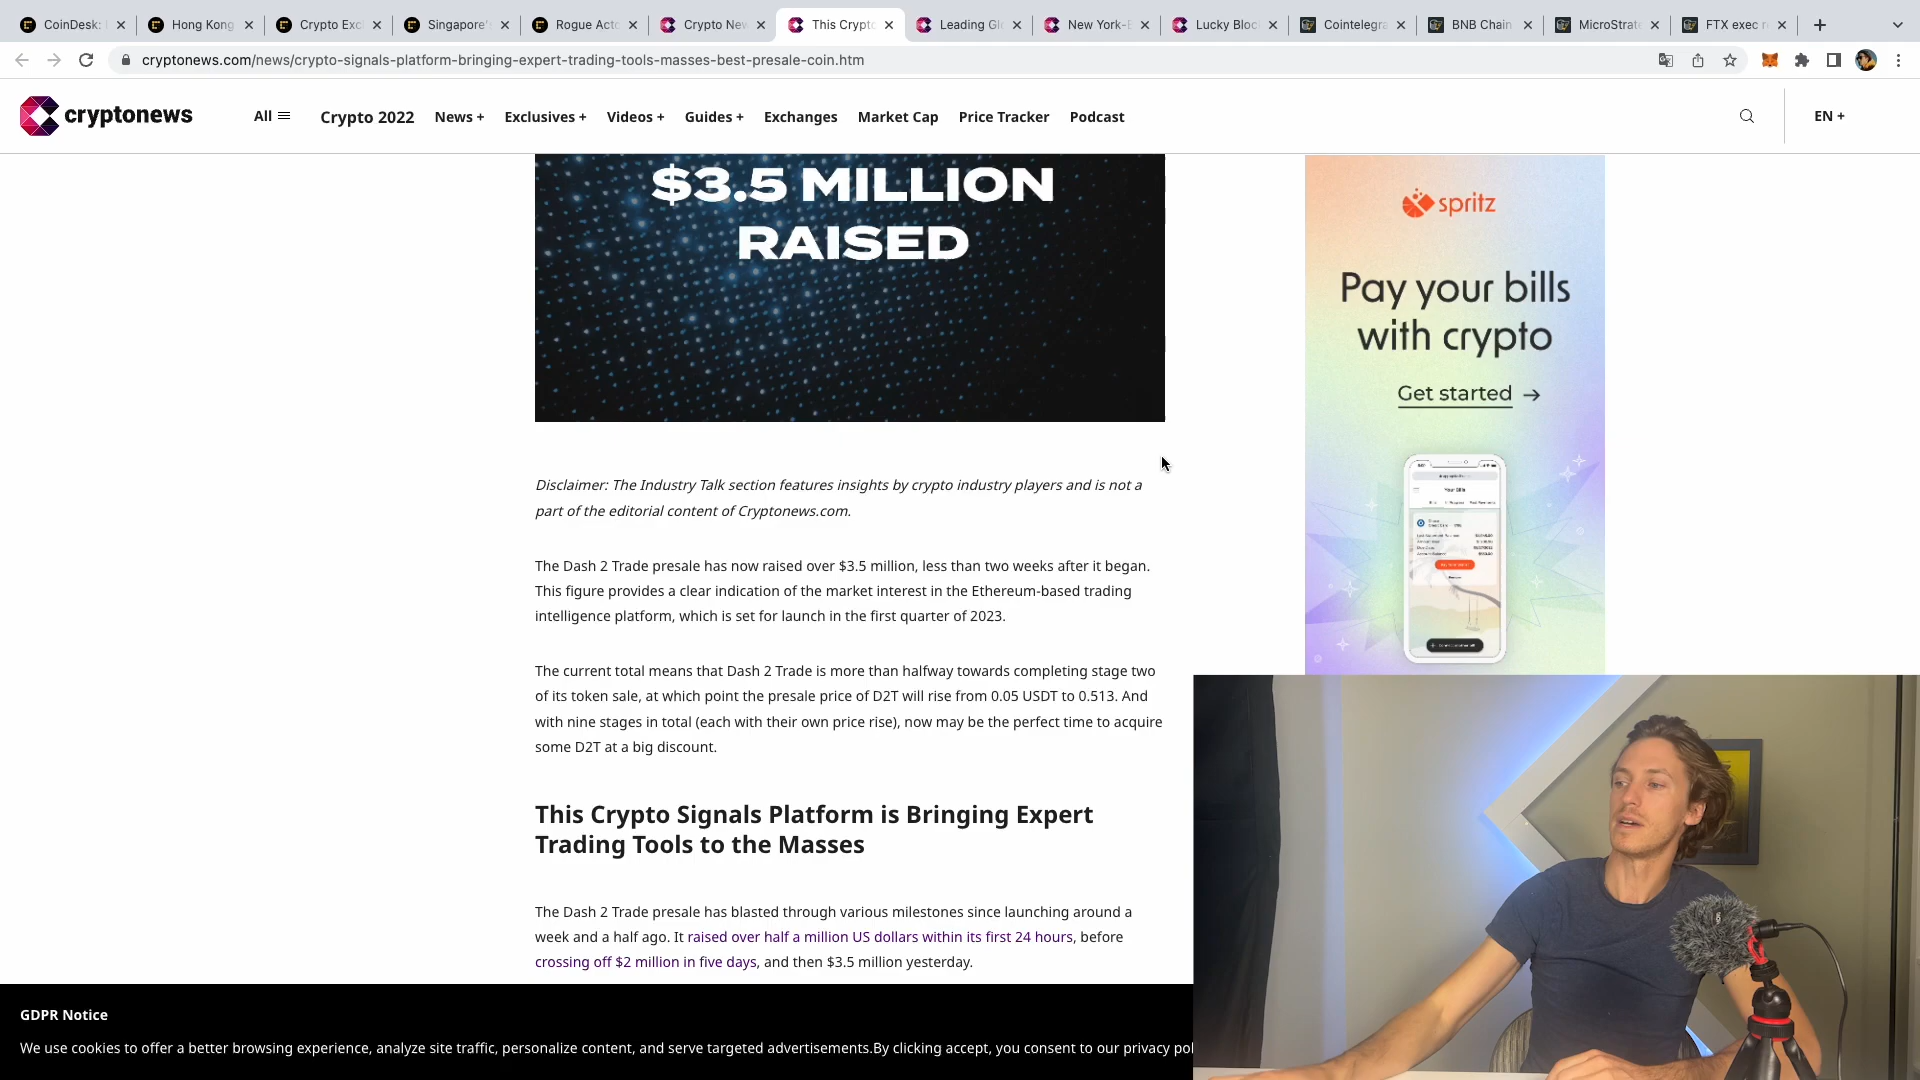 CoinDesk:
Hong Kong
Crypto Exc
Singapore's
Rogue Acto
Crypto New
This Crypto
Leading Gl
New York-B
Lucky Bloc
Cointelegra
BNB Chain
MicroStrate
FTX exec r
cryptonews.com/news/crypto-signals-platform-bringing-expert-trading-tools-masses-best-presale-coin.htm
cryptonews
All
Crypto 2022
News +
Exclusives +
Videos +
Guides +
Exchanges
Market Cap
Price Tracker
Podcast
EN +
$3.5 MILLION
RAISED
spritz
Pay your bills
with crypto
Get started →
Your Bills
Disclaimer: The Industry Talk section features insights by crypto industry players and is not a
part of the editorial content of Cryptonews.com.
The Dash 2 Trade presale has now raised over $3.5 million, less than two weeks after it began.
This figure provides a clear indication of the market interest in the Ethereum-based trading
intelligence platform, which is set for launch in the first quarter of 2023.
The current total means that Dash 2 Trade is more than halfway towards completing stage two
of its token sale, at which point the presale price of D2T will rise from 0.05 USDT to 0.513. And
with nine stages in total (each with their own price rise), now may be the perfect time to acquire
some D2T at a big discount.
This Crypto Signals Platform is Bringing Expert
Trading Tools to the Masses
The Dash 2 Trade presale has blasted through various milestones since launching around a
week and a half ago. It raised over half a million US dollars within its first 24 hours, before
crossing off $2 million in five days, and then $3.5 million yesterday.
GDPR Notice
We use cookies to offer a better browsing experience, analyze site traffic, personalize content, and serve targeted advertisements.By clicking accept, you consent to our privacy pol